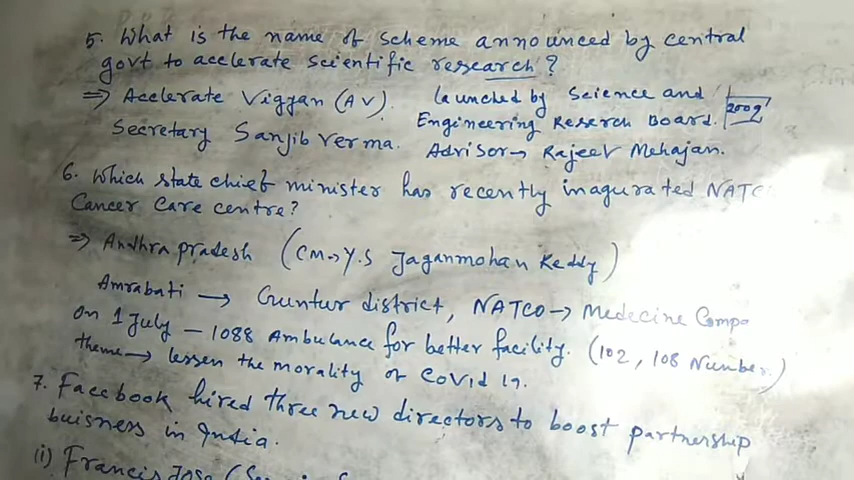 5. What is the name of scheme announced by central
govt to accelerate scientific research?
⇒ Accelerate Vigyan (AV). Launched by Science and
Engineering Reserch Board. 2009
Secretary Sanjib Verma. Advisor→ Rajeev Mahajan.
6. Which state chief minister has recently inagurated NATC
Cancer Care centre?
⇒ Andhra pradesh (CM→Y.S Jaganmohan Reddy)
Amrabati → Guntur district, NATCO→ Medecine Compa
On 1 July — 1088 Ambulance for better facility. (102, 108 Number)
theme→ lessen the morality of Covid 19.
7. Facebook hired three new directors to boost partnership
buisness in India.
(i) Francis Jose